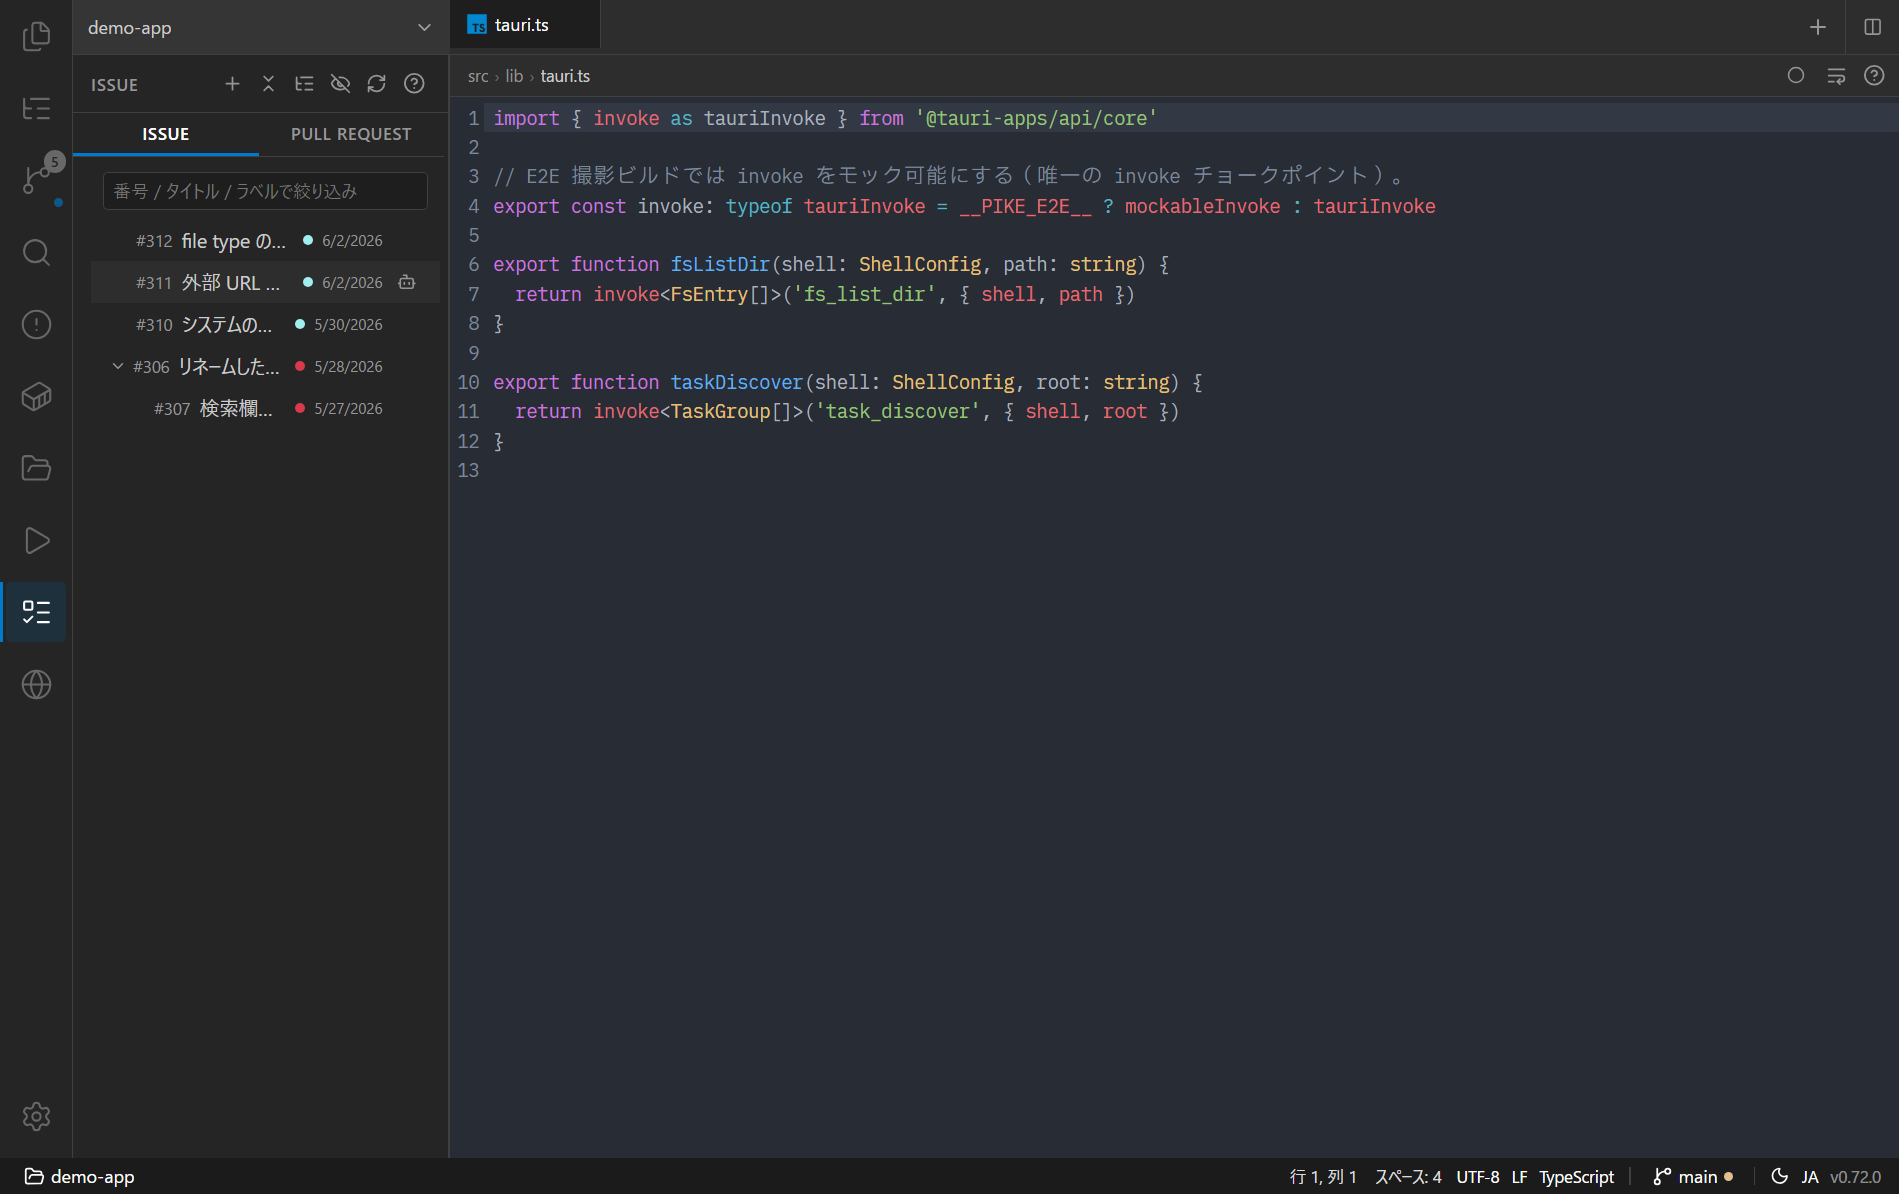 demo-app
ISSUE
ISSUE
PULL REQUEST
番号 / タイトル / ラベルで絞り込み
#312 file type の... 6/2/2026
#311 外部 URL ... 6/2/2026
#310 システムの... 5/30/2026
#306 リネームした... 5/28/2026
#307 検索欄... 5/27/2026
5
TS tauri.ts
src › lib › tauri.ts
1 import { invoke as tauriInvoke } from '@tauri-apps/api/core'
2
3 // E2E 撮影ビルドでは invoke をモック可能にする（唯一の invoke チョークポイント）。
4 export const invoke: typeof tauriInvoke = __PIKE_E2E__ ? mockableInvoke : tauriInvoke
5
6 export function fsListDir(shell: ShellConfig, path: string) {
7 return invoke<FsEntry[]>('fs_list_dir', { shell, path })
8 }
9
10 export function taskDiscover(shell: ShellConfig, root: string) {
11 return invoke<TaskGroup[]>('task_discover', { shell, root })
12 }
13
demo-app
行 1, 列 1 スペース: 4 UTF-8 LF TypeScript main JA v0.72.0